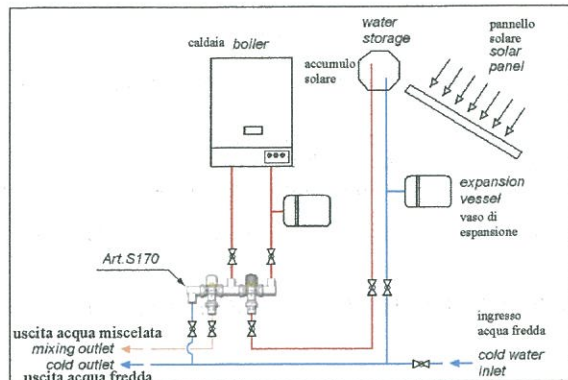 caldaia boiler
water
storage
accumulo
solare
pannello
solare
solar
panel
expansion
vessel
vaso di
espansione
Art.S170
uscita acqua miscelata
mixing outlet
cold outlet
uscita acqua fredda
ingresso
acqua fredda
cold water
inlet